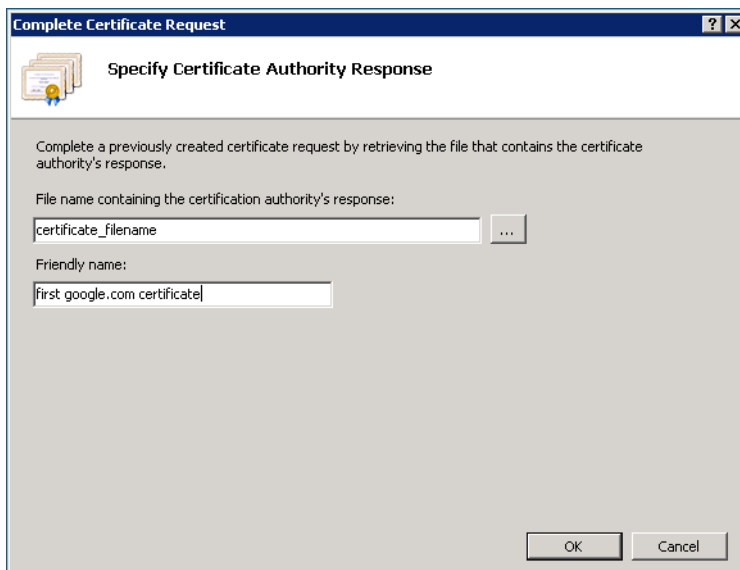 Complete Certificate Request
?
X
Specify Certificate Authority Response
Complete a previously created certificate request by retrieving the file that contains the certificate
authority's response.
File name containing the certification authority's response:
certificate_filename
...
Friendly name:
first google.com certificate
OK
Cancel